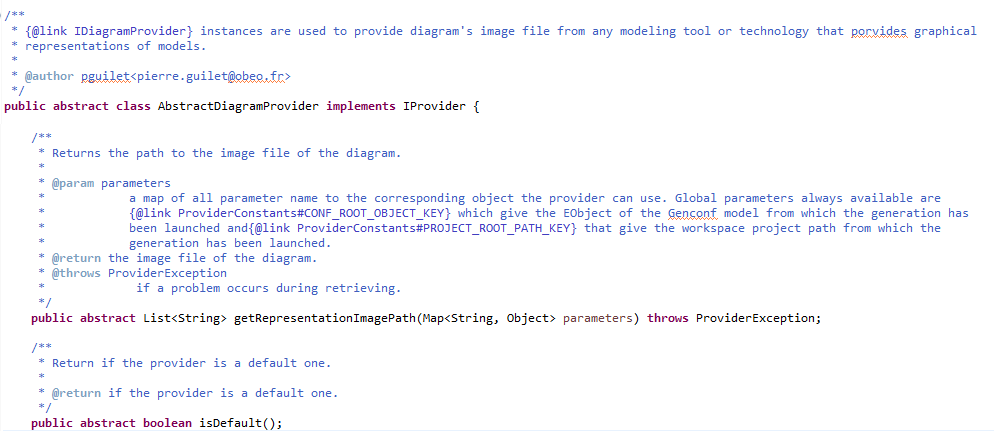 /**
 * {@link IDiagramProvider} instances are used to provide diagram's image file from any modeling tool or technology that porvides graphical
 * representations of models.
 *
 * @author pguilet<pierre.guilet@obeo.fr>
 */
public abstract class AbstractDiagramProvider implements IProvider {
    /**
     * Returns the path to the image file of the diagram.
     *
     * @param parameters
     *            a map of all parameter name to the corresponding object the provider can use. Global parameters always available are
     *            {@link ProviderConstants#CONF_ROOT_OBJECT_KEY} which give the EObject of the Genconf model from which the generation has
     *            been launched and{@link ProviderConstants#PROJECT_ROOT_PATH_KEY} that give the workspace project path from which the
     *            generation has been launched.
     * @return the image file of the diagram.
     * @throws ProviderException
     *             if a problem occurs during retrieving.
     */
    public abstract List<String> getRepresentationImagePath(Map<String, Object> parameters) throws ProviderException;
    /**
     * Return if the provider is a default one.
     *
     * @return if the provider is a default one.
     */
    public abstract boolean isDefault();